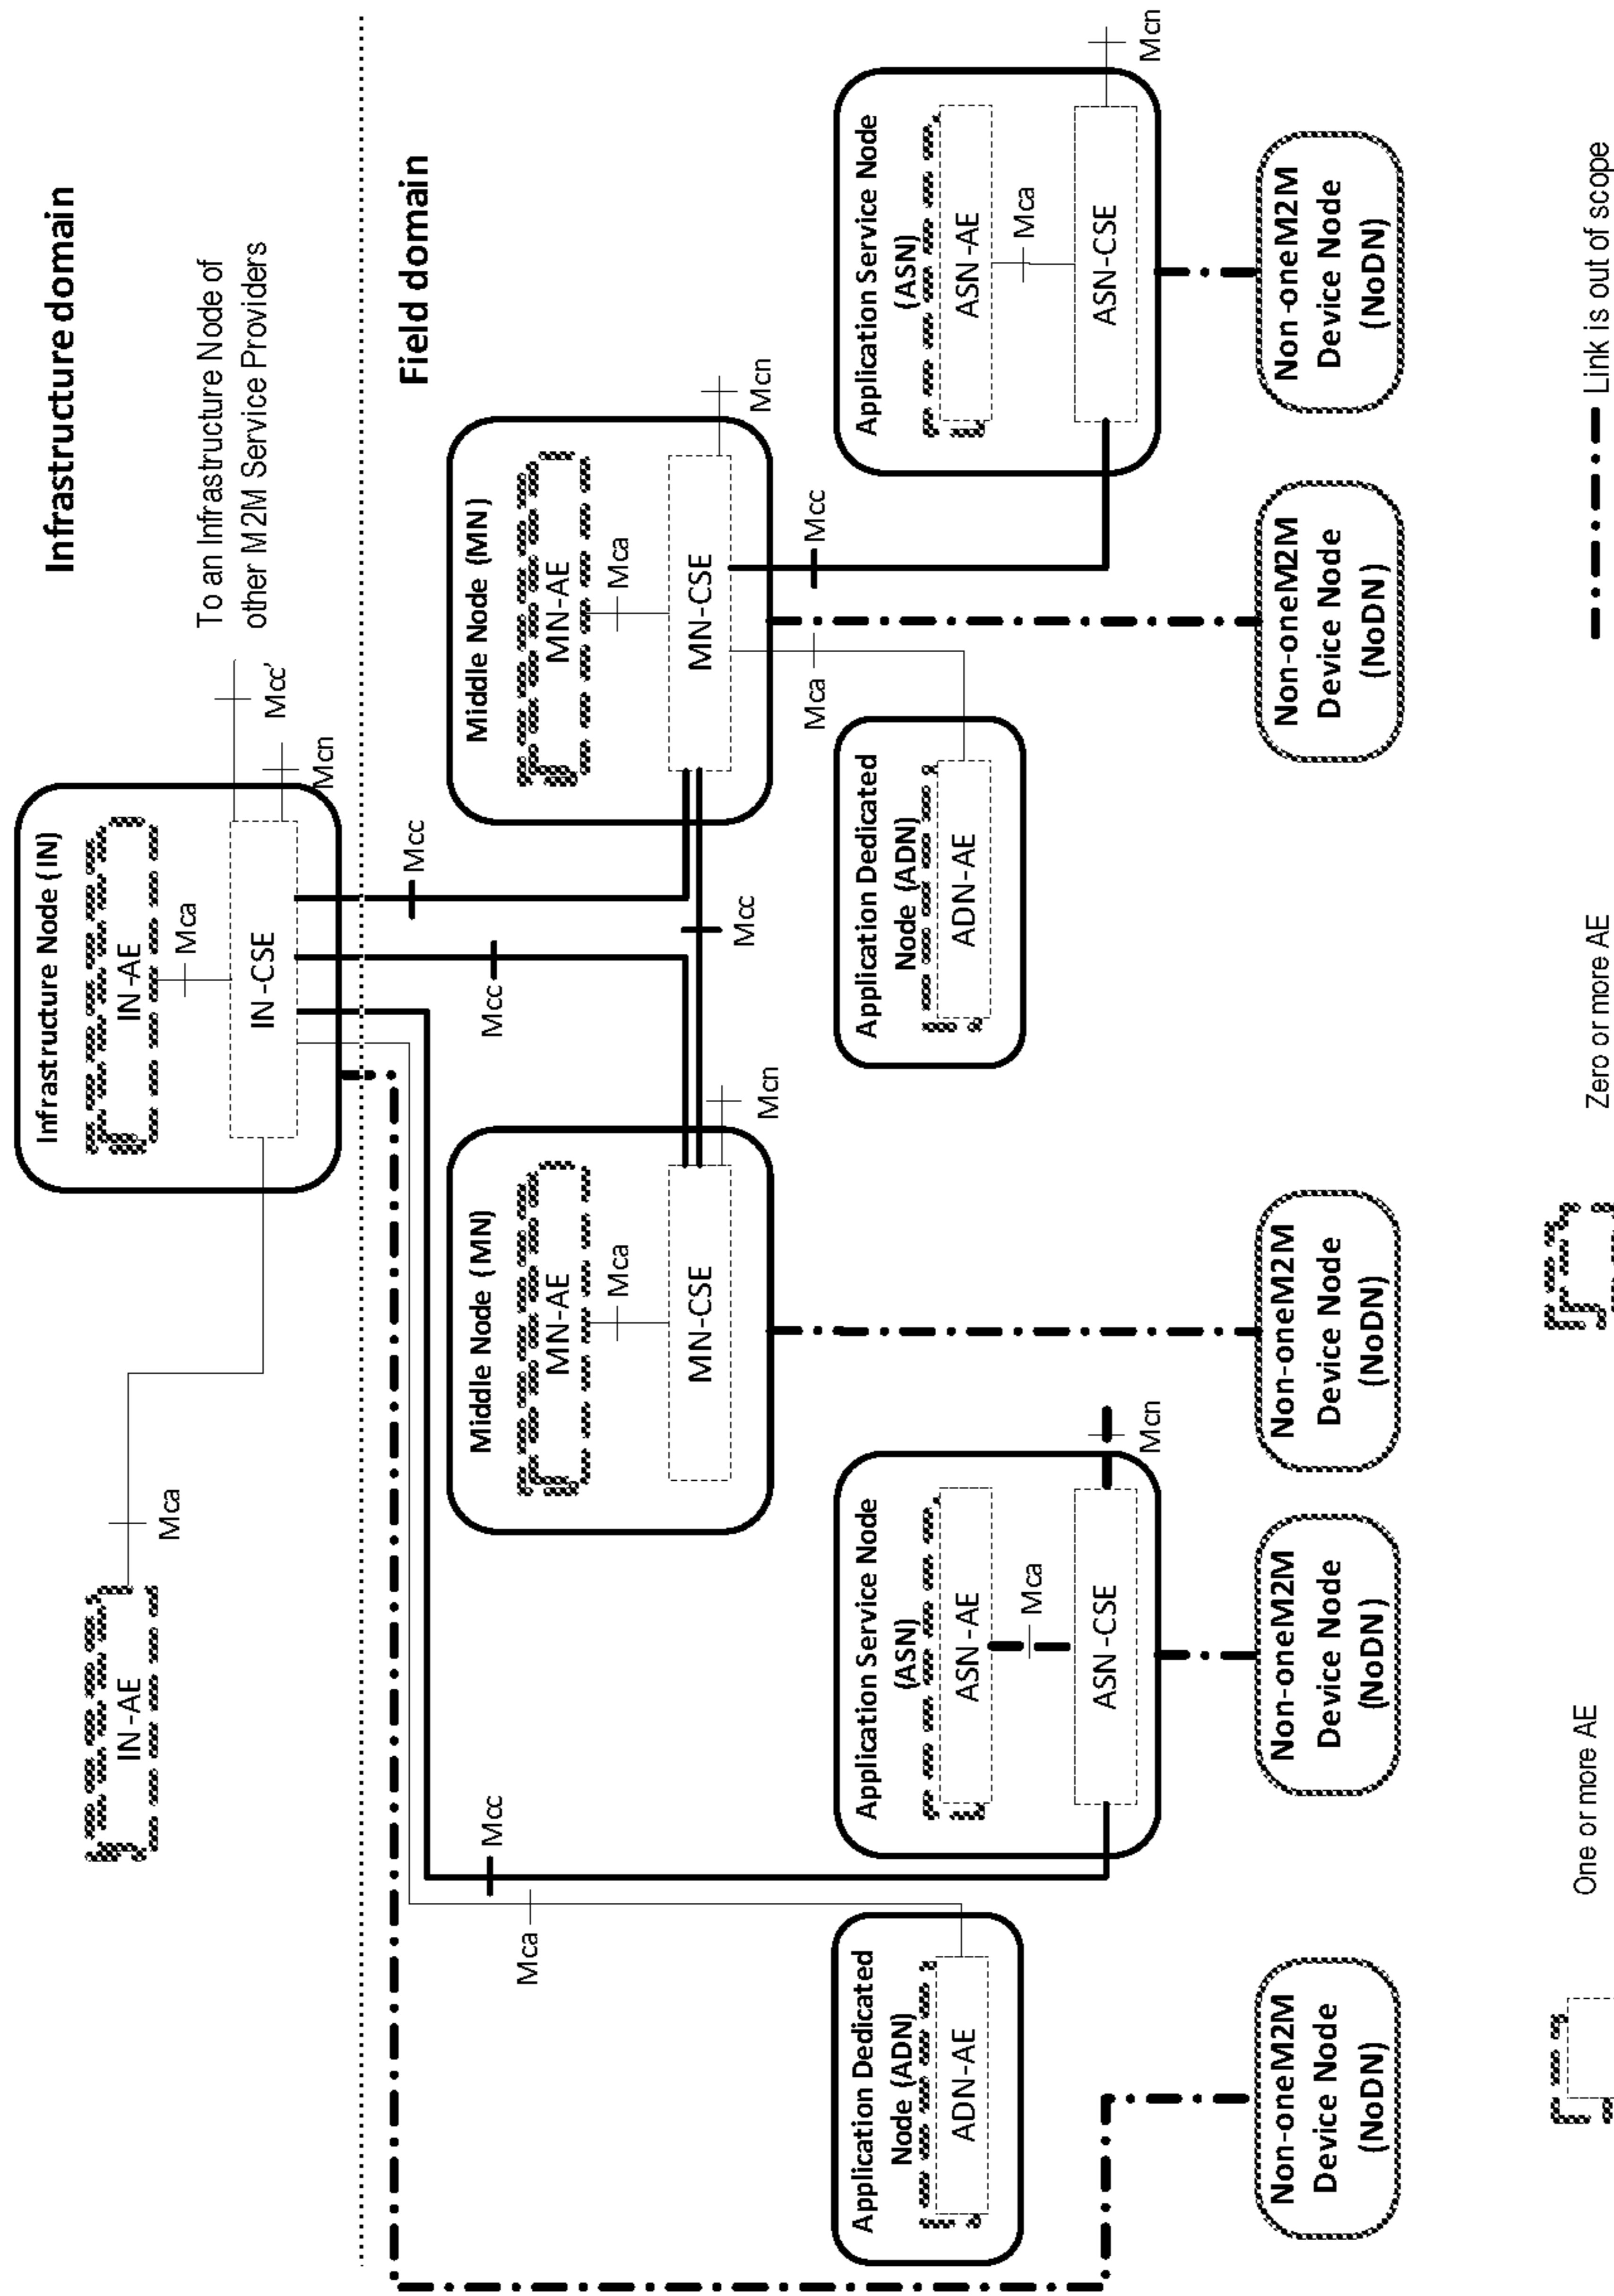 Infrastructure domain
Infrastructure Node (IN)
IN-AE
Mca
IN-CSE
IN-AE
Mca
To an Infrastructure Node of
other M2M Service Providers
Mcc'
Mcn
Field domain
Mcc
Mcc
Mcc
Mca
Middle Node (MN)
MN-AE
Mca
MN-CSE
Mcn
Mcc
Middle Node (MN)
MN-AE
Mca
MN-CSE
Mcn
Mca
Mcc
Application Dedicated
Node (ADN)
ADN-AE
Application Service Node
(ASN)
ASN-AE
Mca
ASN-CSE
Mcn
Application Dedicated
Node (ADN)
ADN-AE
Application Service Node
(ASN)
ASN-AE
Mca
ASN-CSE
Mcn
Non-oneM2M
Device Node
(NoDN)
Non-oneM2M
Device Node
(NoDN)
Non-oneM2M
Device Node
(NoDN)
Non-oneM2M
Device Node
(NoDN)
Non-oneM2M
Device Node
(NoDN)
One or more AE
Zero or more AE
Link is out of scope